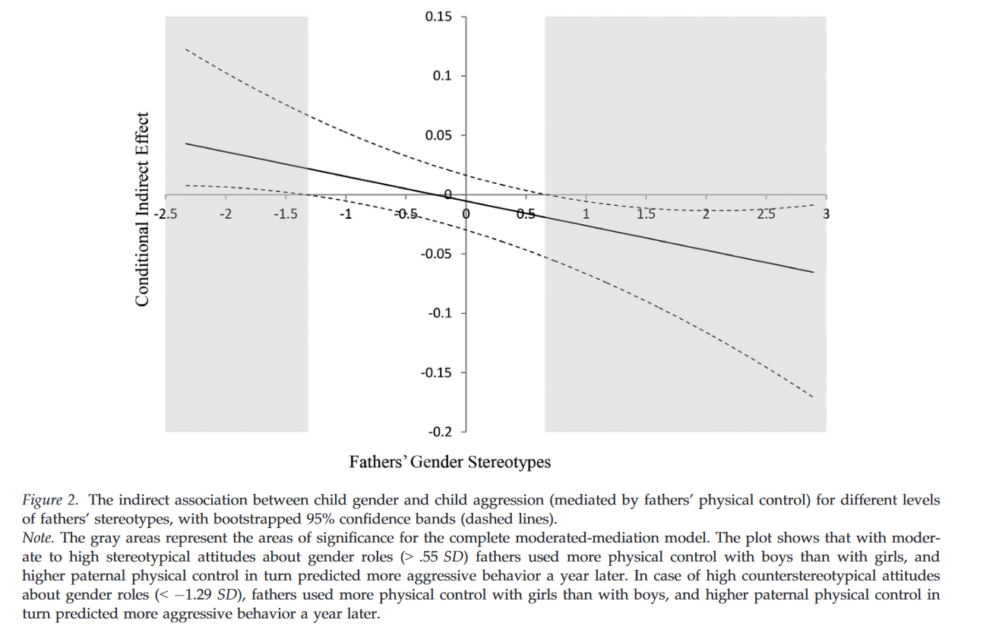 0.15
0.1
0.05
0
-0.05
-0.1
-0.15
-0.2
-2.5 -2 -1.5 -1 -0.5 0 0.5 1 1.5 2 2.5 3
Conditional Indirect Effect
Fathers’ Gender Stereotypes
Figure 2. The indirect association between child gender and child aggression (mediated by fathers’ physical control) for different levels
of fathers’ stereotypes, with bootstrapped 95% confidence bands (dashed lines).
Note. The gray areas represent the areas of significance for the complete moderated-mediation model. The plot shows that with moder-
ate to high stereotypical attitudes about gender roles (> .55 SD) fathers used more physical control with boys than with girls, and
higher paternal physical control in turn predicted more aggressive behavior a year later. In case of high counterstereotypical attitudes
about gender roles (< −1.29 SD), fathers used more physical control with girls than with boys, and higher paternal physical control in
turn predicted more aggressive behavior a year later.